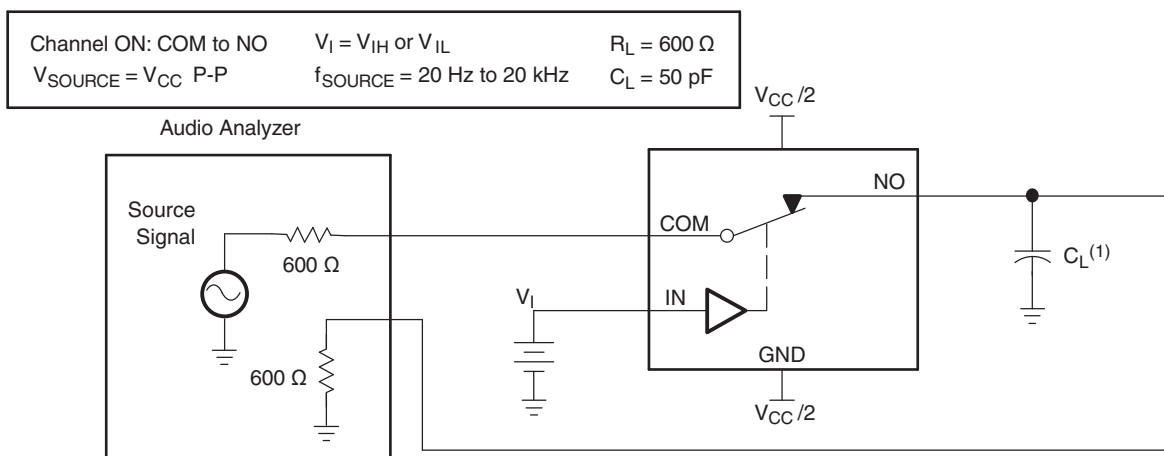 Channel ON: COM to NO V_I = V_IH or V_IL R_L = 600 Ω
V_SOURCE = V_CC P-P f_SOURCE = 20 Hz to 20 kHz C_L = 50 pF
Audio Analyzer
V_CC/2
NO
Source
Signal
COM
600 Ω
C_L(1)
V_I
IN
GND
600 Ω
V_CC/2